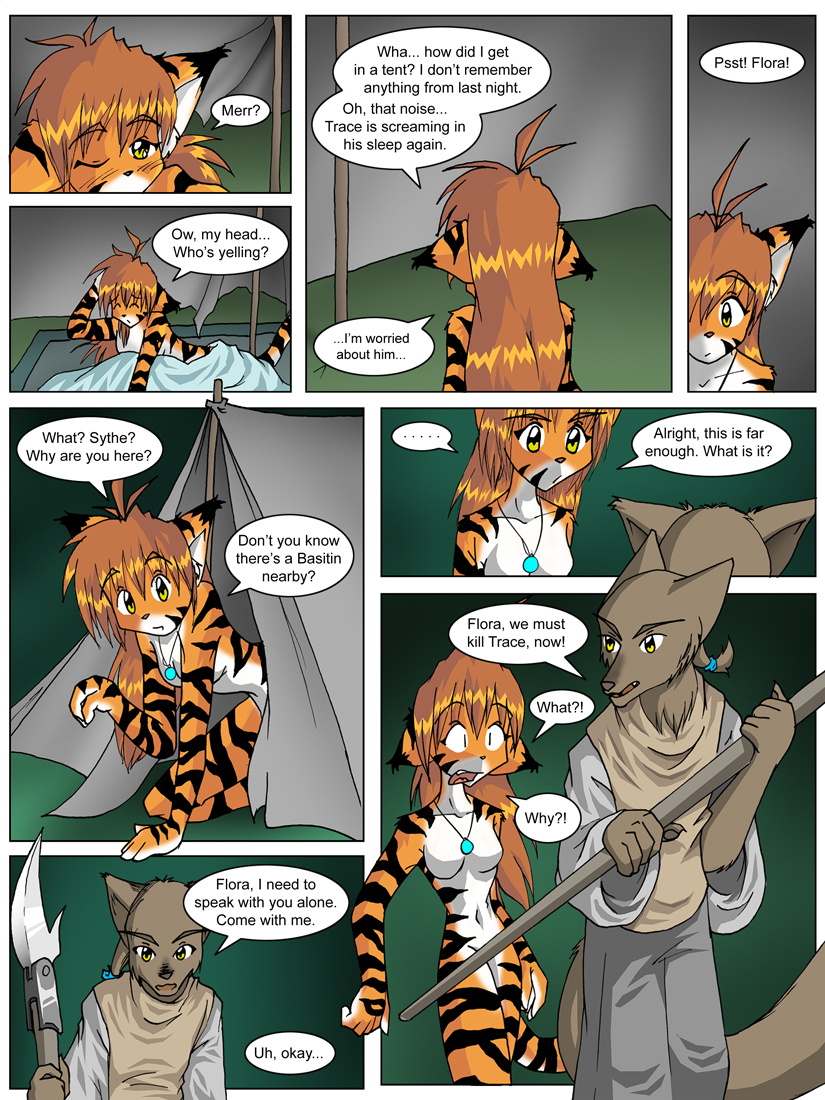 Merr?
Ow, my head...
Who's yelling?
Wha... how did I get
in a tent? I don't remember
anything from last night.
Oh, that noise...
Trace is screaming in
his sleep again.
...I'm worried
about him...
Psst! Flora!
What? Sythe?
Why are you here?
Don't you know
there's a Basitin
nearby?
Flora, I need to
speak with you alone.
Come with me.
Uh, okay...
.....
Alright, this is far
enough. What is it?
Flora, we must
kill Trace, now!
What?!
Why?!